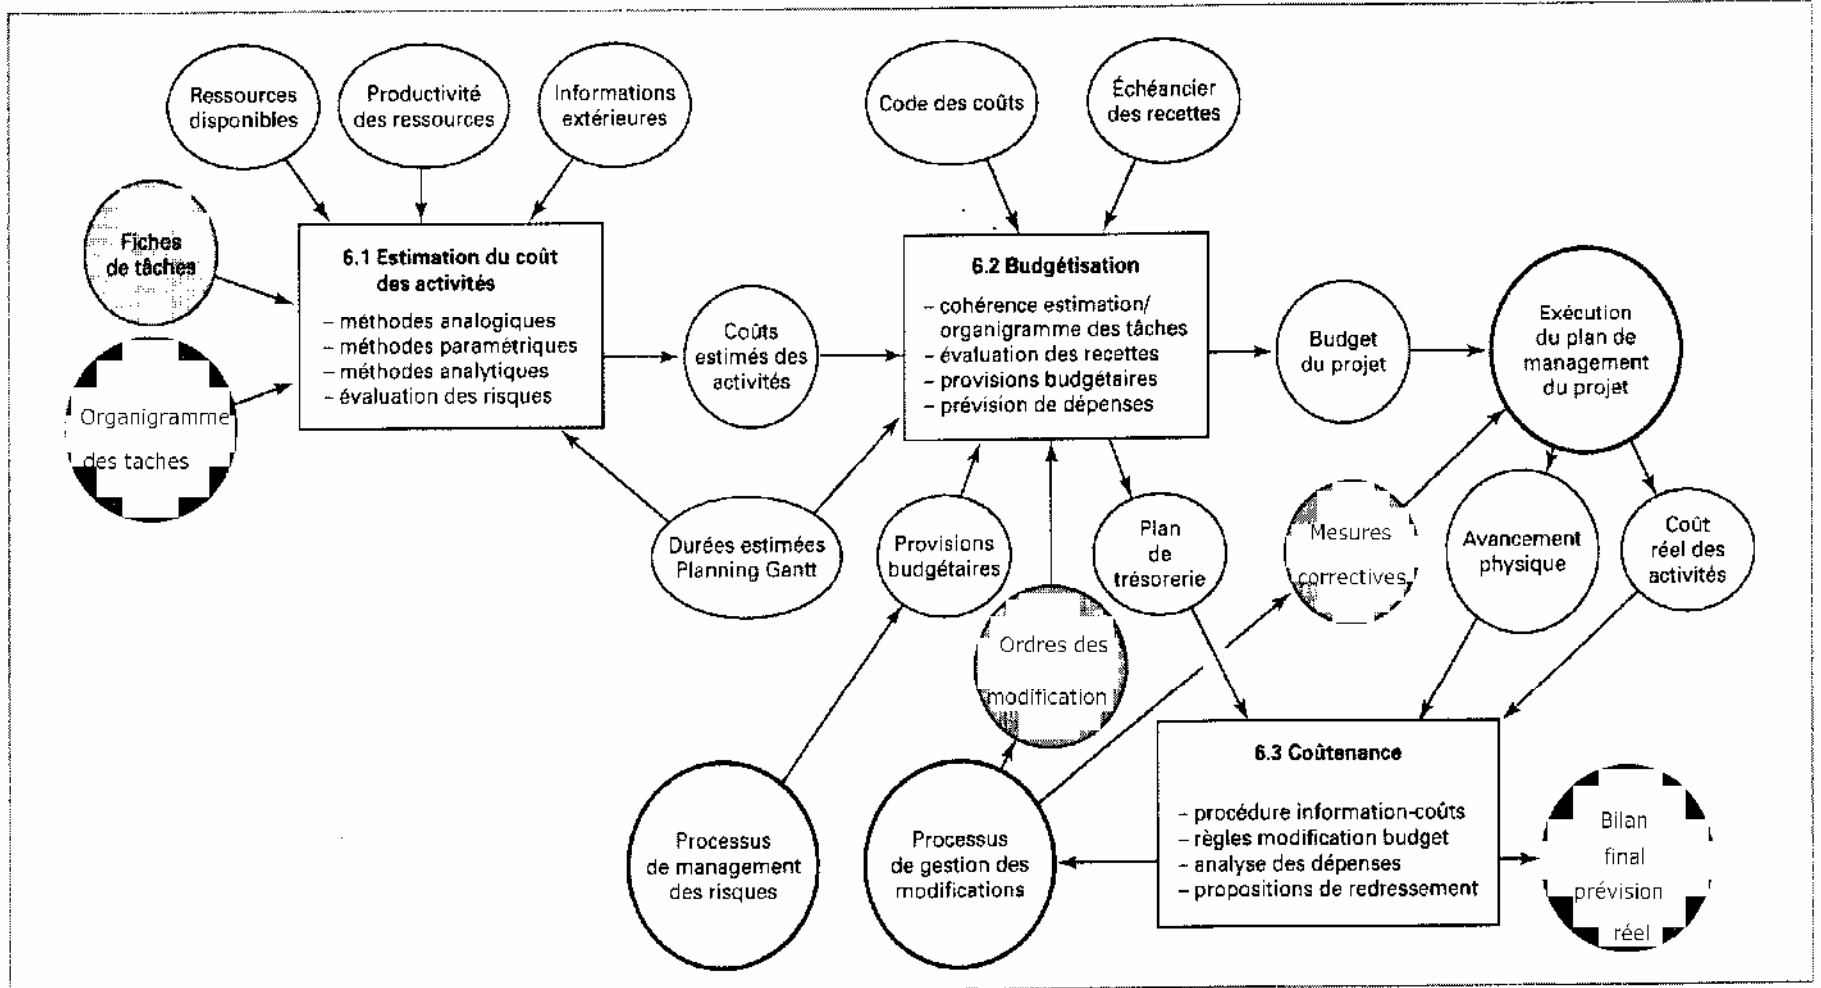 Ressources
disponibles
Productivité
des ressources
Informations
extérieures
Code des coûts
Échéancier
des recettes
Fiches
de tâches
6.1 Estimation du coût
des activités
– méthodes analogiques
– méthodes paramétriques
– méthodes analytiques
– évaluation des risques
Organigramme
des taches
Coûts
estimés des
activités
6.2 Budgétisation
– cohérence estimation/
organigramme des tâches
– évaluation des recettes
– provisions budgétaires
– prévision de dépenses
Budget
du projet
Exécution
du plan de
management
du projet
Durées estimées
Planning Gantt
Provisions
budgétaires
Plan
de
trésorerie
Mesures
correctives
Avancement
physique
Coût
réel des
activités
Ordres des
modification
Processus
de management
des risques
Processus
de gestion des
modifications
6.3 Coûtenance
– procédure information-coûts
– règles modification budget
– analyse des dépenses
– propositions de redressement
Bilan
final
prévision
réel